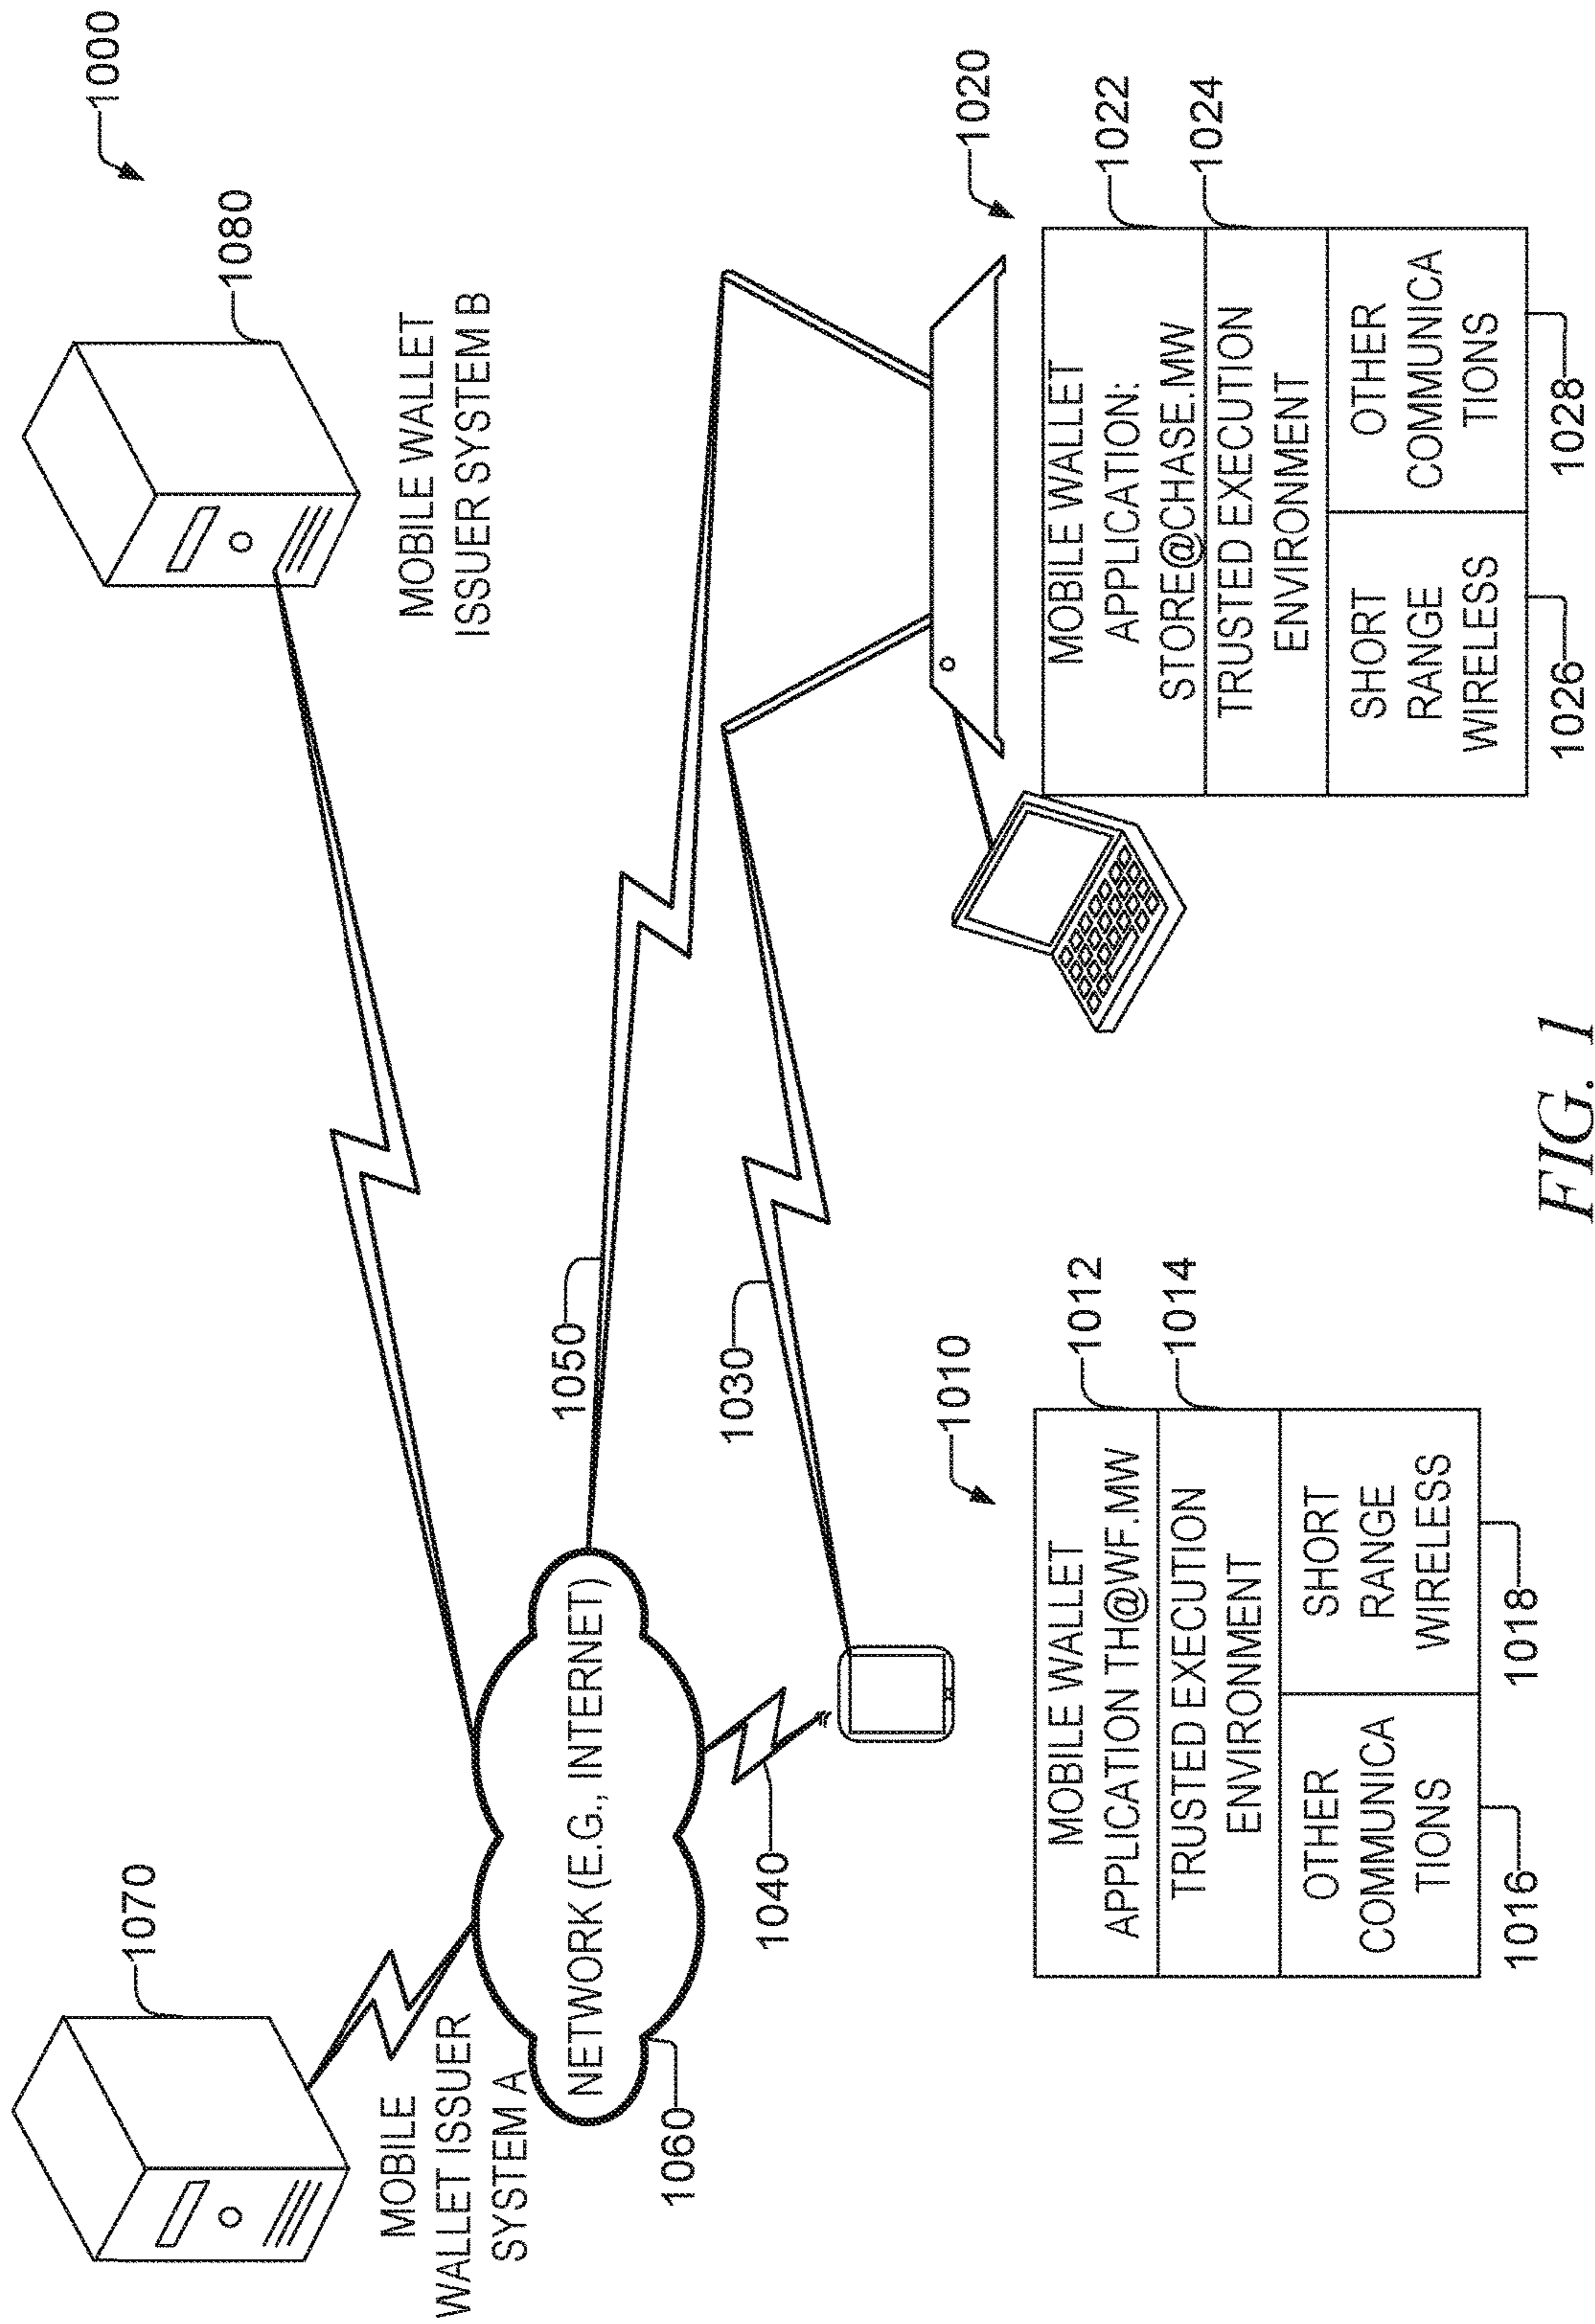 1000
1070
1080
MOBILE
WALLET ISSUER
SYSTEM A
MOBILE WALLET
ISSUER SYSTEM B
NETWORK (E.G., INTERNET)
1050
1060
1040
1030
1010
1020
MOBILE WALLET
APPLICATION TH@WF.MW
1012
TRUSTED EXECUTION
ENVIRONMENT
1014
OTHER
COMMUNICA
TIONS
SHORT
RANGE
WIRELESS
1016
1018
MOBILE WALLET
APPLICATION:
STORE@CHASE.MW
1022
TRUSTED EXECUTION
ENVIRONMENT
1024
SHORT
RANGE
WIRELESS
OTHER
COMMUNICA
TIONS
1026
1028
FIG. 1